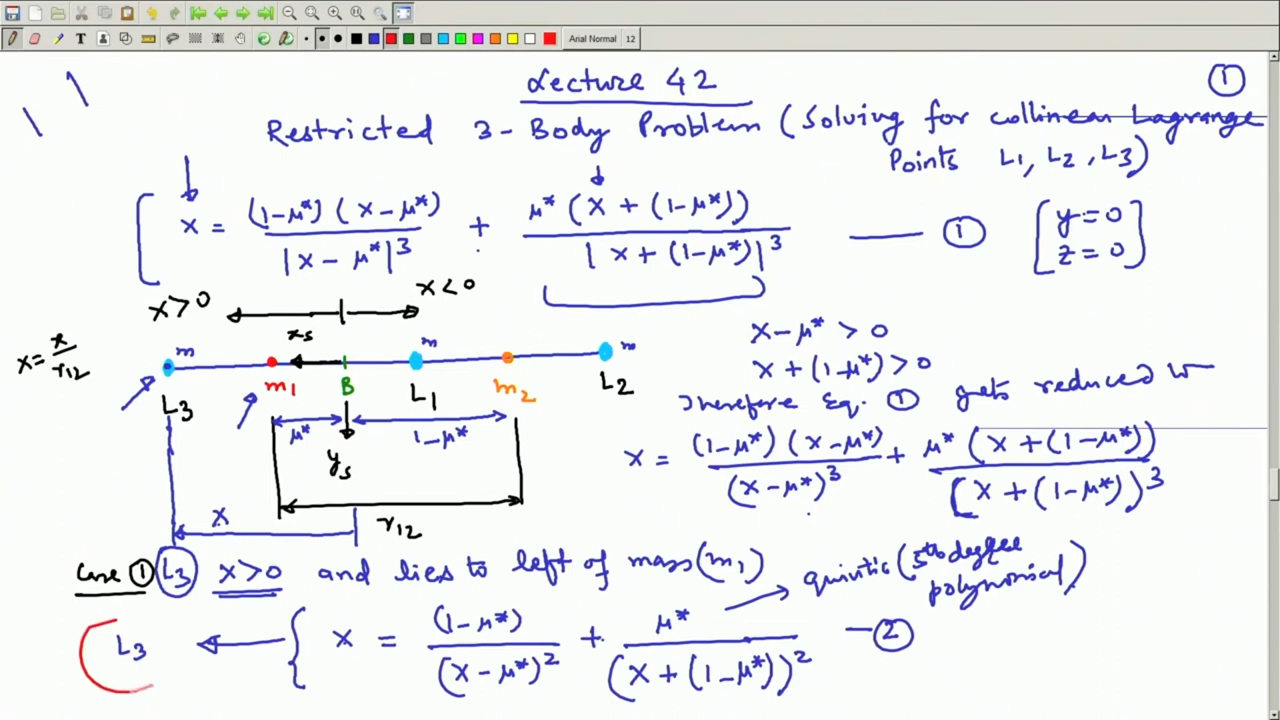 Arial Normal 12
Lecture 42 ①
Restricted 3-Body Problem (Solving for collinear Lagrange
Points L1, L2, L3)
x = (1-μ*) (x-μ*) / |x-μ*|³ + μ* (x + (1-μ*)) / |x + (1-μ*)|³ —— ① [y=0
z=0]
x>0 x<0
x = x/r12
xs
m m m
m1 B L1 m2 L2
L3
μ* 1-μ*
ys
x r12
x-μ* > 0
x + (1-μ*) > 0
Therefore Eq. ① gets reduced to
x = (1-μ*) (x-μ*) / (x-μ*)³ + μ* (x + (1-μ*)) / (x + (1-μ*))³
Case ① L3 x>0 and lies to left of mass (m1)
quintic (5th degree
polynomial)
L3 ← { x = (1-μ*) / (x-μ*)² + μ* / (x + (1-μ*))² — ②